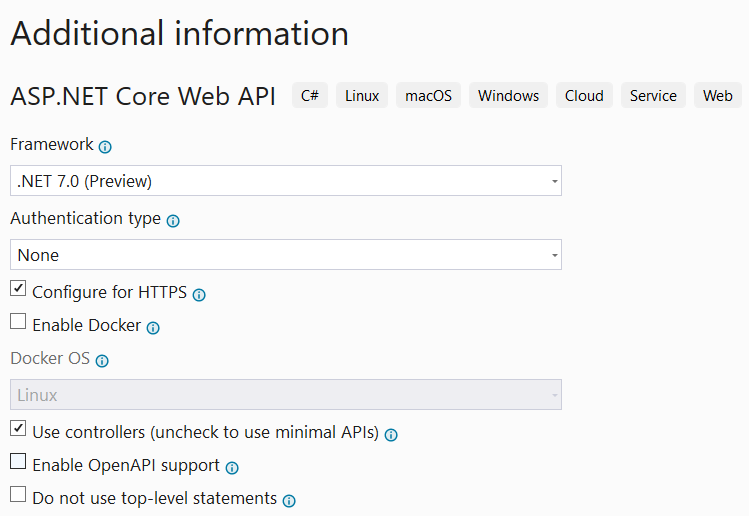 Additional information
ASP.NET Core Web API C# Linux macOS Windows Cloud Service Web
Framework
.NET 7.0 (Preview)
Authentication type
None
Configure for HTTPS
Enable Docker
Docker OS
Linux
Use controllers (uncheck to use minimal APIs)
Enable OpenAPI support
Do not use top-level statements